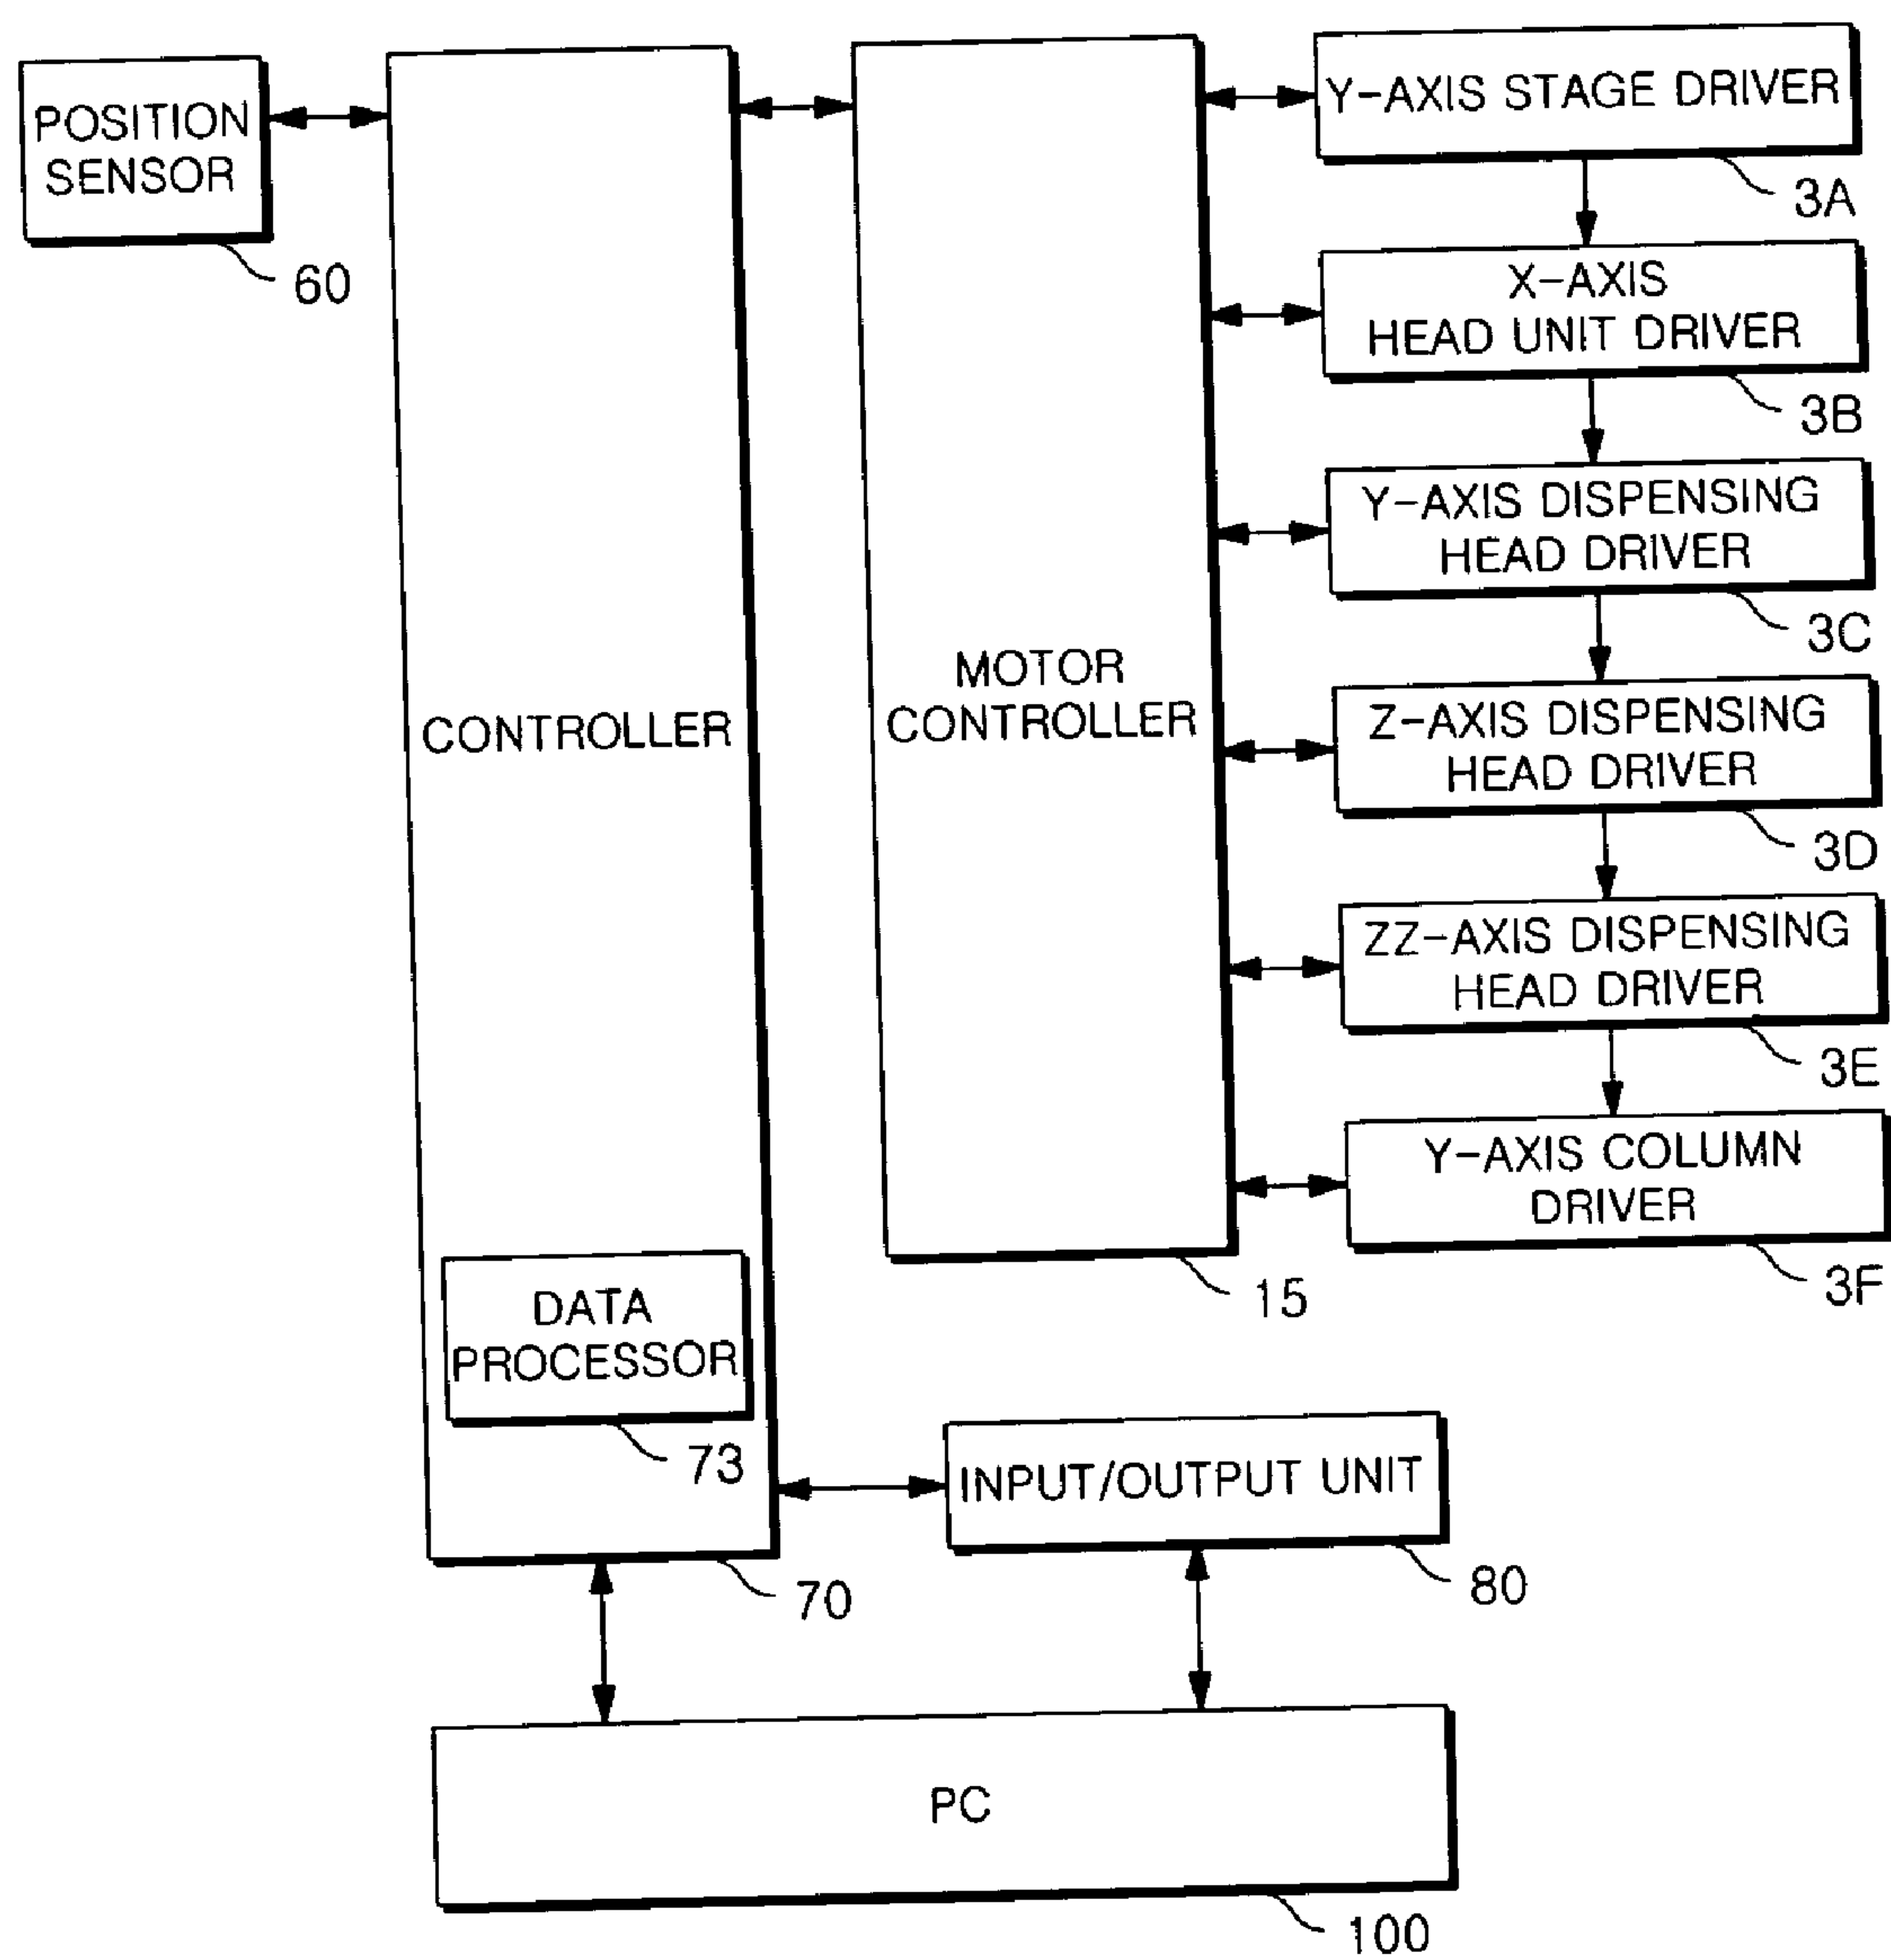 POSITION
SENSOR
60
CONTROLLER
DATA
PROCESSOR
73
70
MOTOR
CONTROLLER
15
Y-AXIS STAGE DRIVER
3A
X-AXIS
HEAD UNIT DRIVER
3B
Y-AXIS DISPENSING
HEAD DRIVER
3C
Z-AXIS DISPENSING
HEAD DRIVER
3D
ZZ-AXIS DISPENSING
HEAD DRIVER
3E
Y-AXIS COLUMN
DRIVER
3F
INPUT/OUTPUT UNIT
80
PC
100